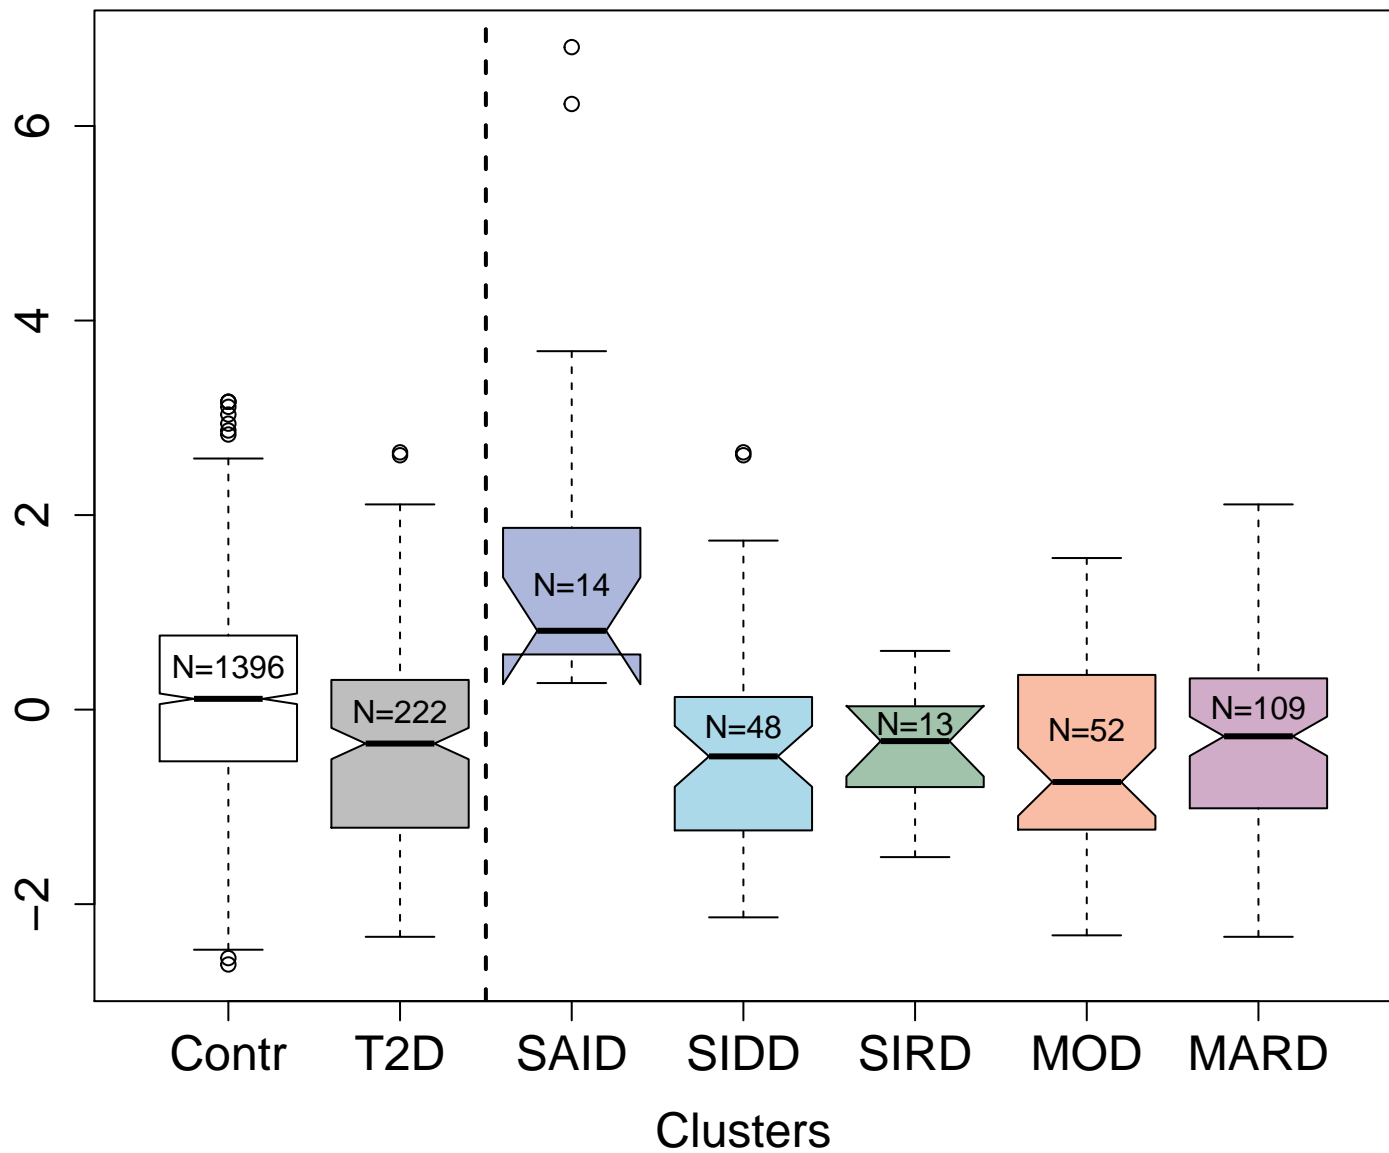 6
4
2
0
−2
N=1396
N=222
N=14
N=48
N=13
N=52
N=109
Contr T2D SAID SIDD SIRD MOD MARD
Clusters